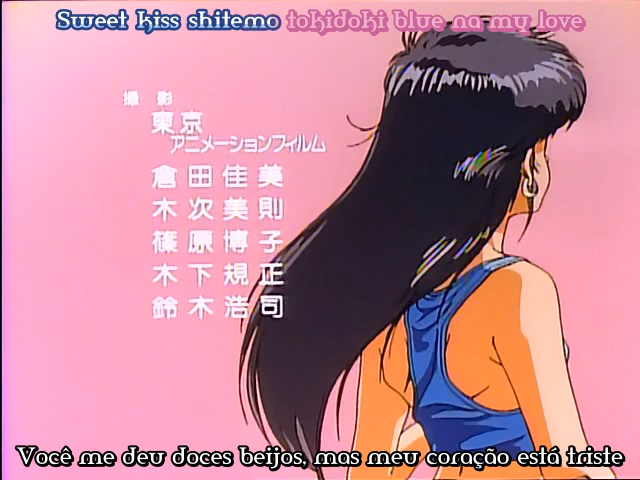 Sweet kiss shitemo tokidoki blue na my love
撮 影
東京
アニメーションフィルム
倉田佳美
木次美則
篠原博子
木下規正
鈴木浩司
Você me deu doces beijos, mas meu coração está triste